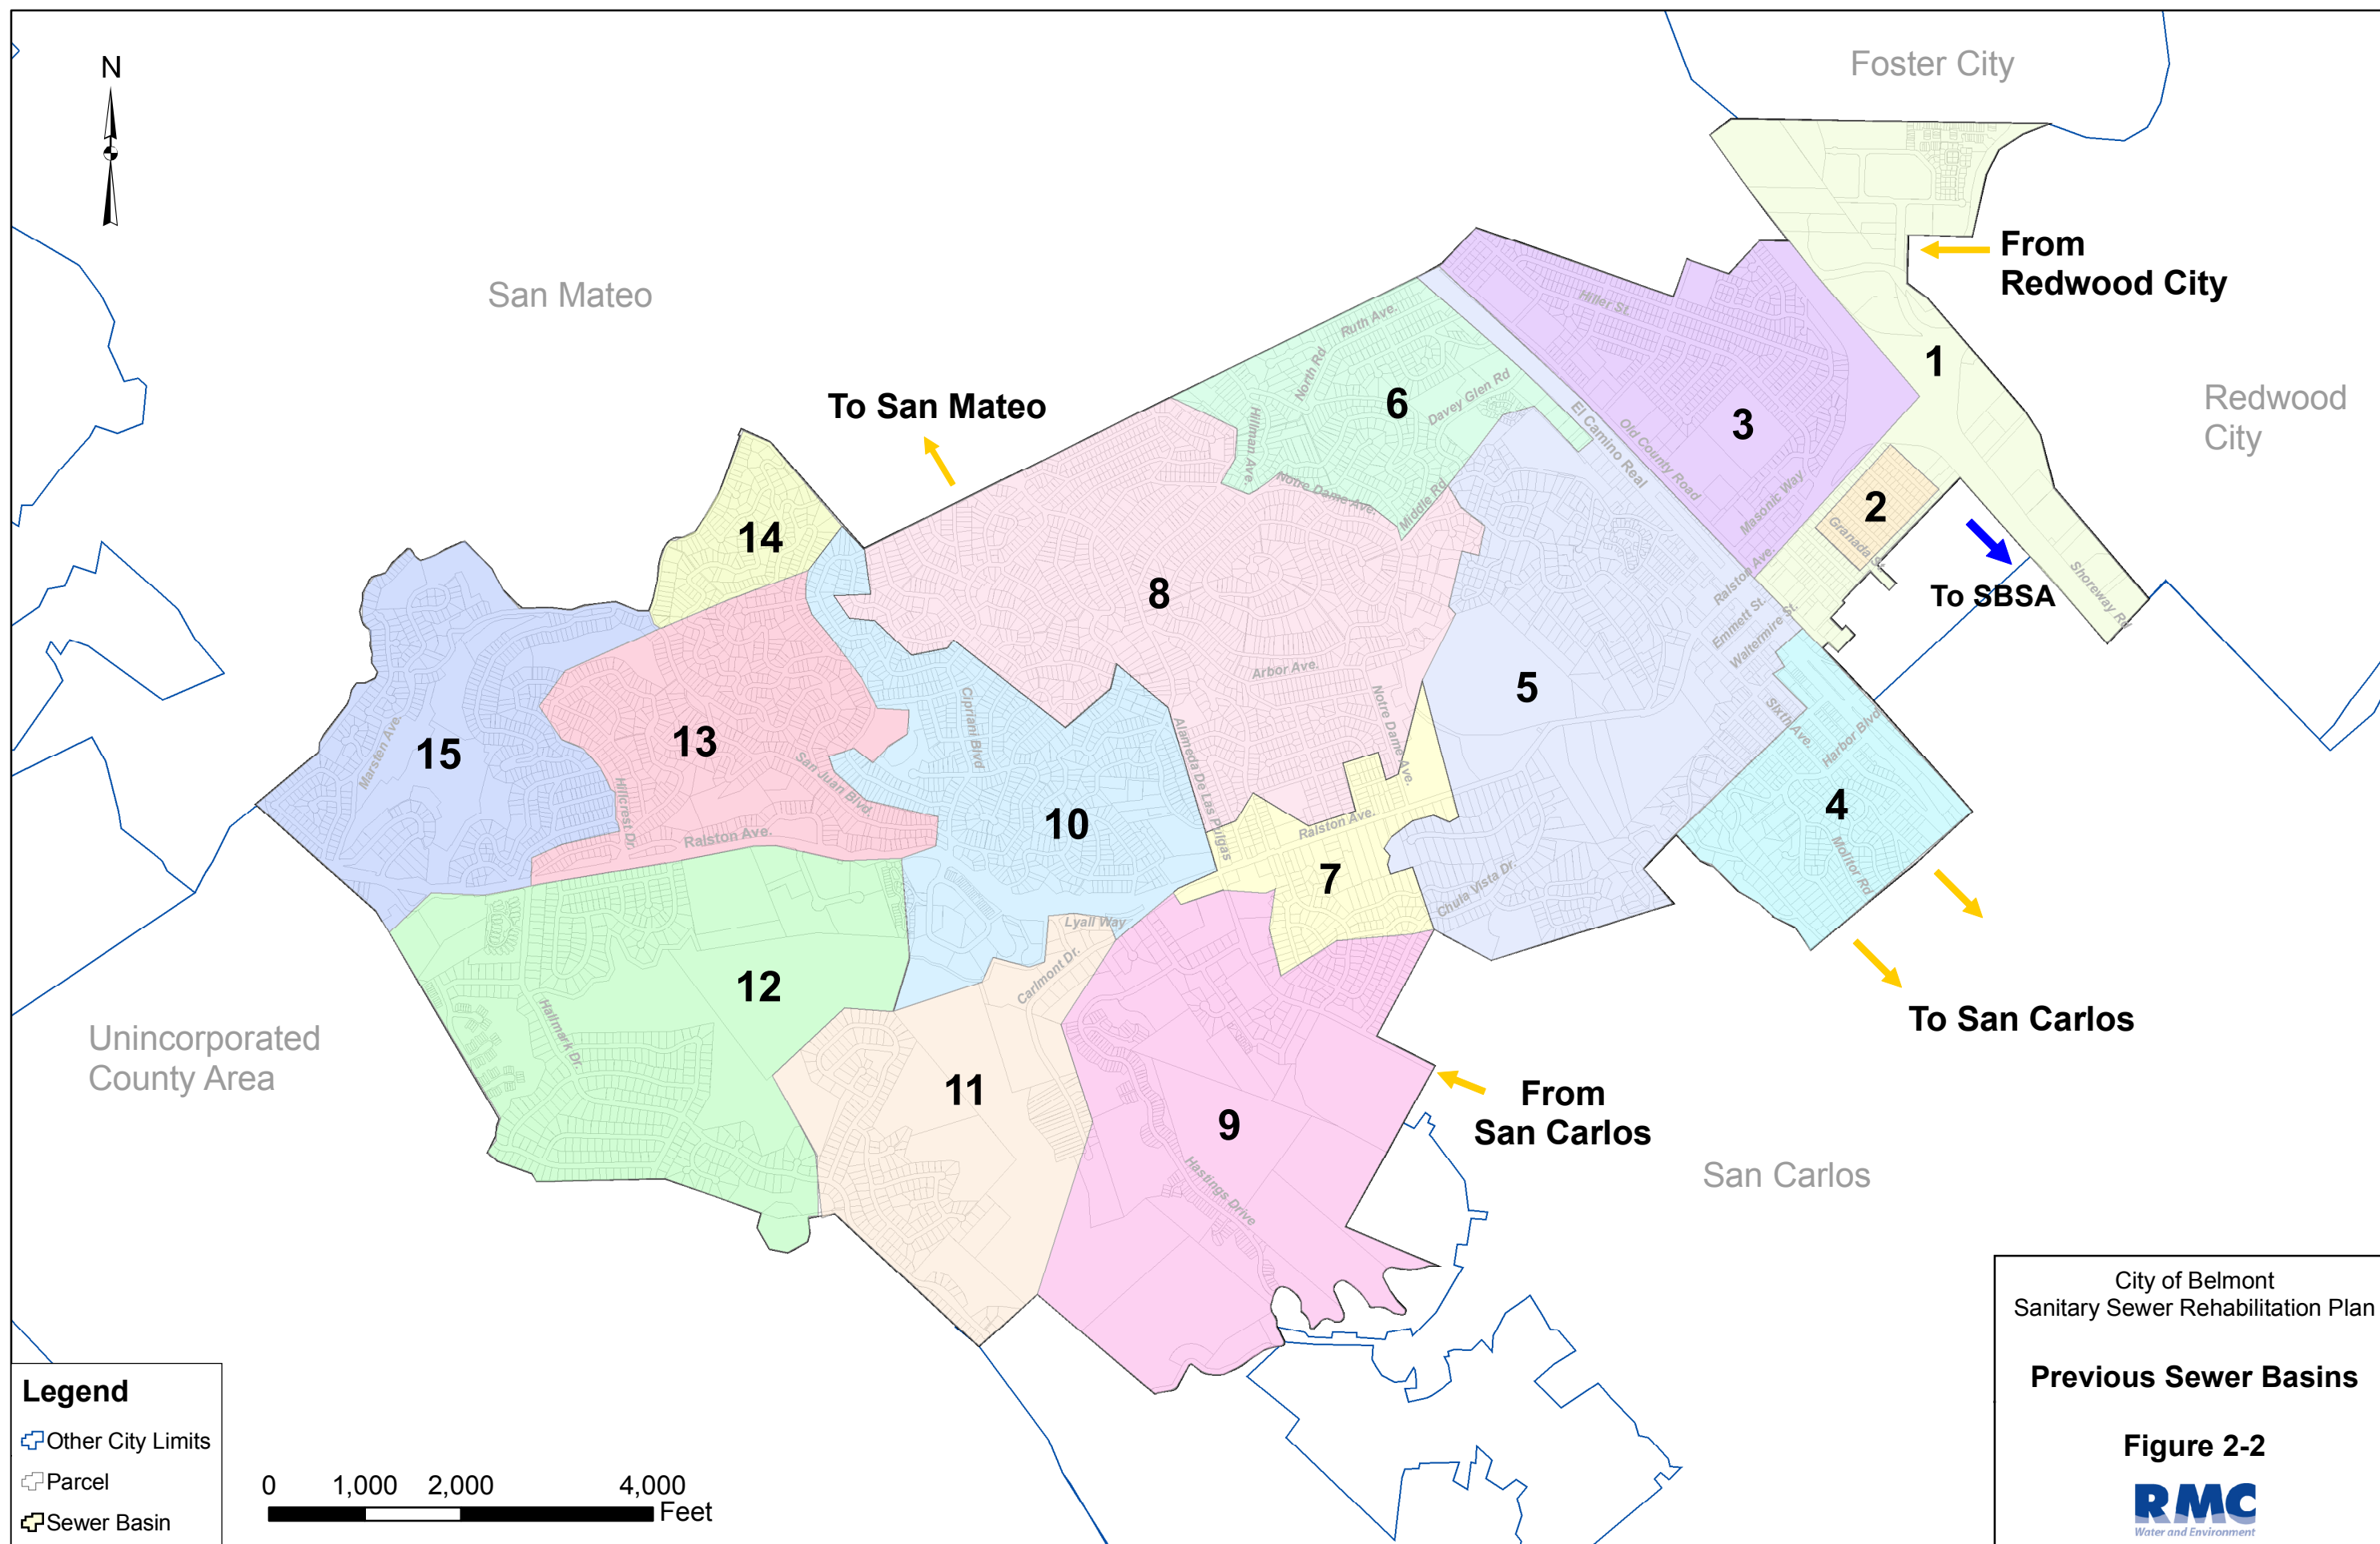 Foster City
N
From
Redwood City
San Mateo
Hiller St.
Ruth Ave.
North Rd
1
Redwood
City
To San Mateo
6
Davey Glen Rd
El Camino Real
Old County Road
3
Hillman Ave.
Masonic Way
Notre Dame Ave.
Middle Rd
2
Granada St.
14
8
Ralston Ave.
To SBSA
Shoreway Rd
Emmett St.
Waltermire St.
Arbor Ave.
5
Notre Dame Ave.
Sixth Ave.
Harbor Blvd.
Cipriani Blvd
Alameda De Las Pulgas
Marsten Ave.
15
13
San Juan Blvd.
Hillcrest Dr.
Ralston Ave.
10
Ralston Ave.
4
Molitor Rd
7
Chula Vista Dr.
Lyall Way
Carlmont Dr.
12
Hallmark Dr.
To San Carlos
Unincorporated
County Area
11
9
From
San Carlos
Hastings Drive
San Carlos
City of Belmont
Sanitary Sewer Rehabilitation Plan
Previous Sewer Basins
Figure 2-2
RMC
Water and Environment
Legend
Other City Limits
Parcel
Sewer Basin
0 1,000 2,000 4,000
Feet